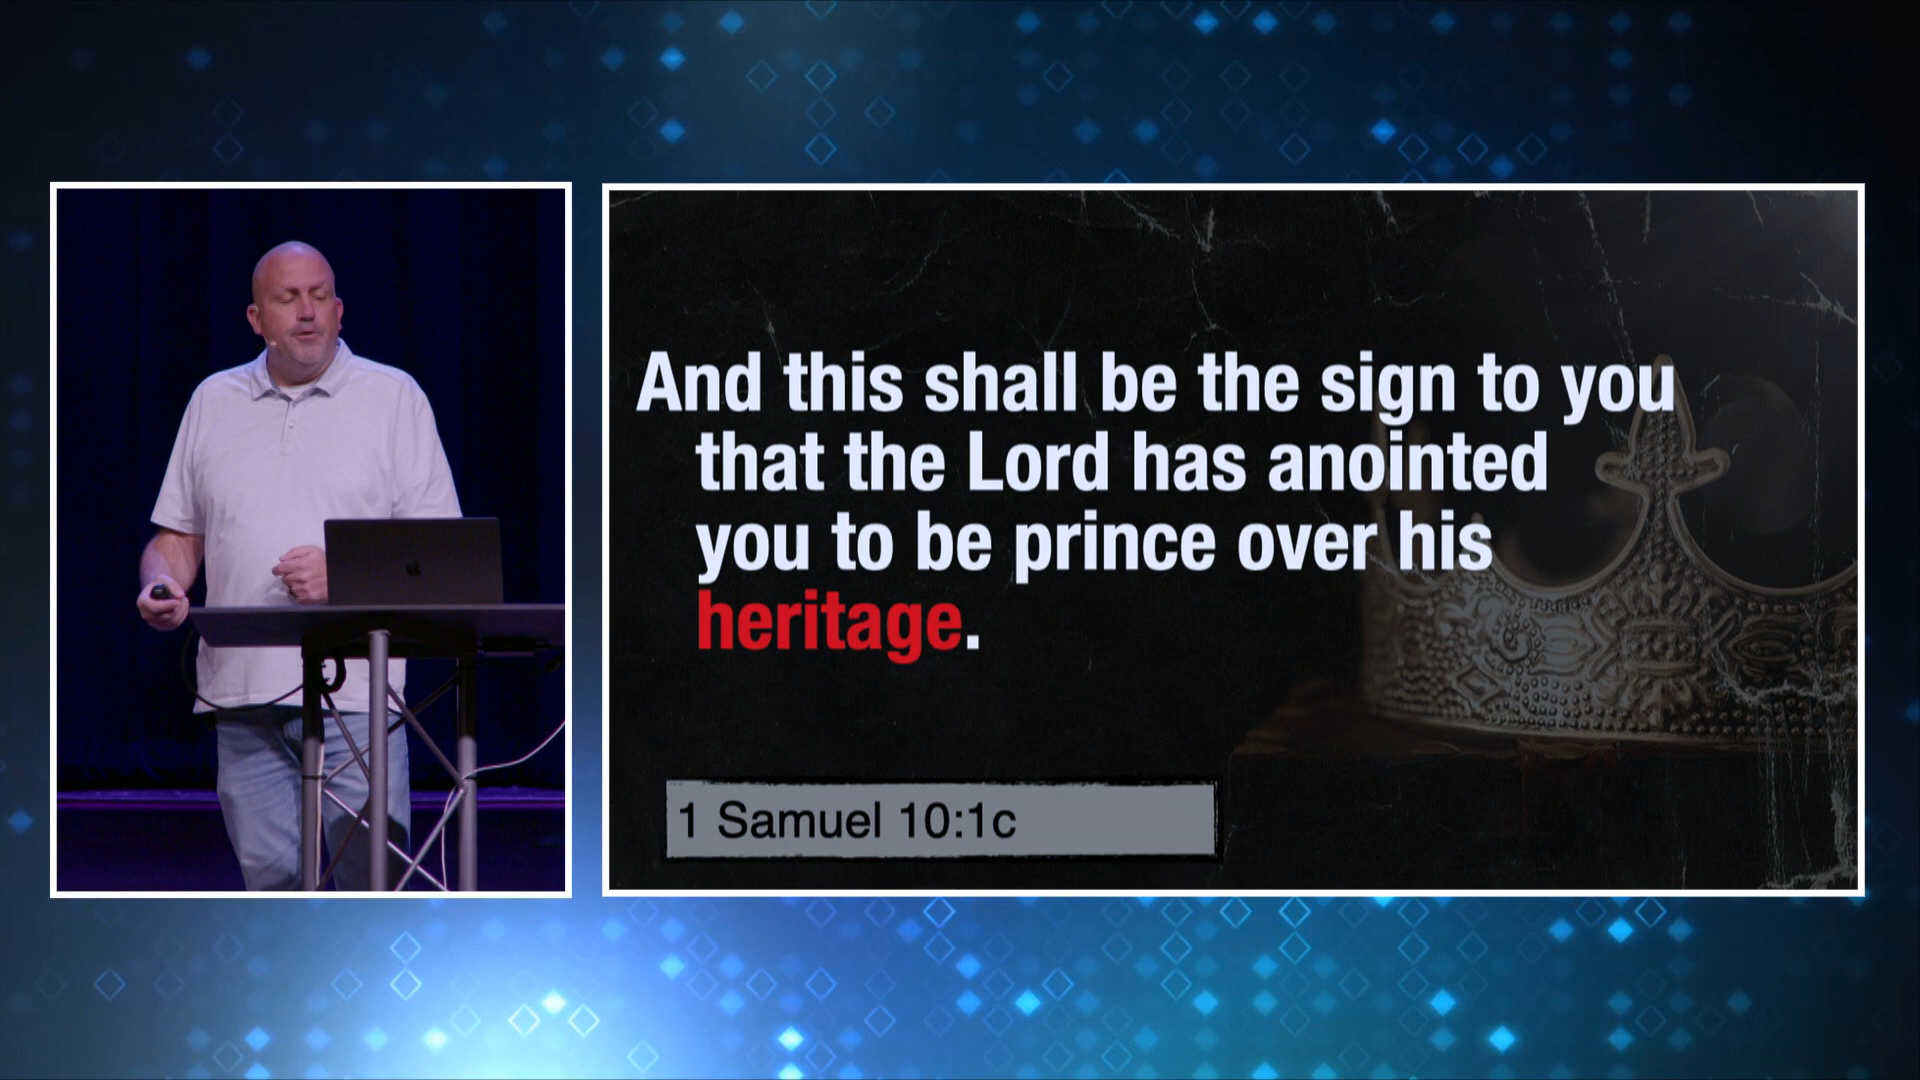 And this shall be the sign to you
that the Lord has anointed
you to be prince over his
heritage.
1 Samuel 10:1c